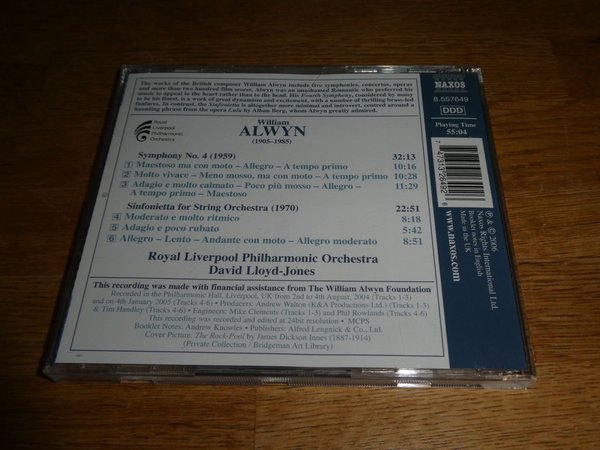 The works of the British composer William Alwyn include five symphonies, concertos, operas
and more than two hundred film scores. Alwyn was an unashamed Romantic who preferred his
music to appeal to the heart rather than to the head. His Fourth Symphony, considered by many
to be his finest, is a work of great dynamism and excitement, with a number of thrilling brass-led
fanfares. In contrast, the Sinfonietta is altogether more minimal and introvert, centred around a
haunting phrase from the opera Lulu by Alban Berg, whom Alwyn greatly admired.
Royal
Liverpool
Philharmonic
Orchestra
William
ALWYN
(1905-1985)
Symphony No. 4 (1959) 32:13
1 Maestoso ma con moto – Allegro – A tempo primo 10:16
2 Molto vivace – Meno mosso, ma con moto – A tempo primo 10:28
3 Adagio e molto calmato – Poco più mosso – Allegro – 11:29
A tempo primo – Maestoso
Sinfonietta for String Orchestra (1970) 22:51
4 Moderato e molto ritmico 8:18
5 Adagio e poco rubato 5:42
6 Allegro – Lento – Andante con moto – Allegro moderato 8:51
Royal Liverpool Philharmonic Orchestra
David Lloyd-Jones
This recording was made with financial assistance from The William Alwyn Foundation
Recorded in the Philharmonic Hall, Liverpool, UK from 2nd to 4th August, 2004 (Tracks 1-3)
and on 4th January 2005 (Tracks 4-6) • Producers: Andrew Walton (K&A Productions Ltd.) (Tracks 1-3)
& Tim Handley (Tracks 4-6) • Engineers: Mike Clements (Tracks 1-3) and Phil Rowlands (Tracks 4-6)
This recording was recorded and edited at 24bit resolution • MCPS
Booklet Notes: Andrew Knowles • Publishers: Alfred Lengnick & Co., Ltd.
Cover Picture: The Rock-Pool by James Dickson Innes (1887-1914)
(Private Collection / Bridgeman Art Library)
NAXOS
8.557649
DDD
Playing Time
55:04
7 47313 26492 6
℗ & © 2006
Naxos Rights International Ltd.
Booklet notes in English
Made in the UK
www.naxos.com